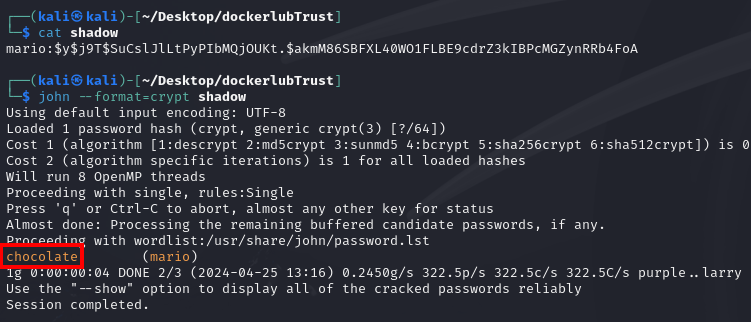 ┌──(kali㉿kali)-[~/Desktop/dockerlubTrust]
└─$ cat shadow
mario:$y$j9T$SuCslJlLtPyPIbMQjOUKt.$akmM86SBFXL40WO1FLBE9cdrZ3kIBPcMGZynRRb4FoA
┌──(kali㉿kali)-[~/Desktop/dockerlubTrust]
└─$ john --format=crypt shadow
Using default input encoding: UTF-8
Loaded 1 password hash (crypt, generic crypt(3) [?/64])
Cost 1 (algorithm [1:descrypt 2:md5crypt 3:sunmd5 4:bcrypt 5:sha256crypt 6:sha512crypt]) is 0
Cost 2 (algorithm specific iterations) is 1 for all loaded hashes
Will run 8 OpenMP threads
Proceeding with single, rules:Single
Press 'q' or Ctrl-C to abort, almost any other key for status
Almost done: Processing the remaining buffered candidate passwords, if any.
Proceeding with wordlist:/usr/share/john/password.lst
chocolate (mario)
1g 0:00:00:04 DONE 2/3 (2024-04-25 13:16) 0.2450g/s 322.5p/s 322.5c/s 322.5C/s purple..larry
Use the "--show" option to display all of the cracked passwords reliably
Session completed.